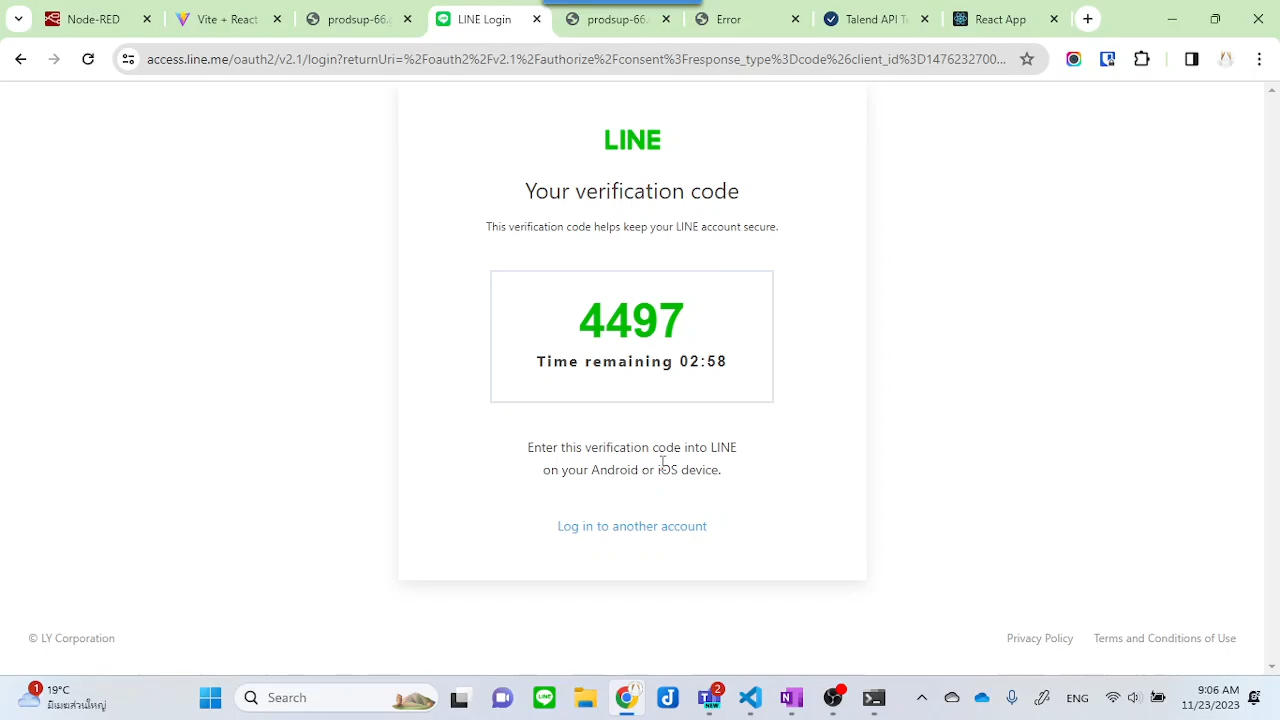 Node-RED
Vite + React
prodsup-66.
LINE Login
prodsup-66.
Error
Talend API T
React App
access.line.me/oauth2/v2.1/login?returnUri=%2Foauth2%2Fv2.1%2Fauthorize%2Fconsent%3Fresponse_type%3Dcode%26client_id%3D1476232700...
LINE
Your verification code
This verification code helps keep your LINE account secure.
4497
Time remaining 02:58
Enter this verification code into LINE
on your Android or iOS device.
Log in to another account
© LY Corporation
Privacy Policy
Terms and Conditions of Use
1
19°C
Search
LINE
2
NEW
ENG
9:06 AM
11/23/2023